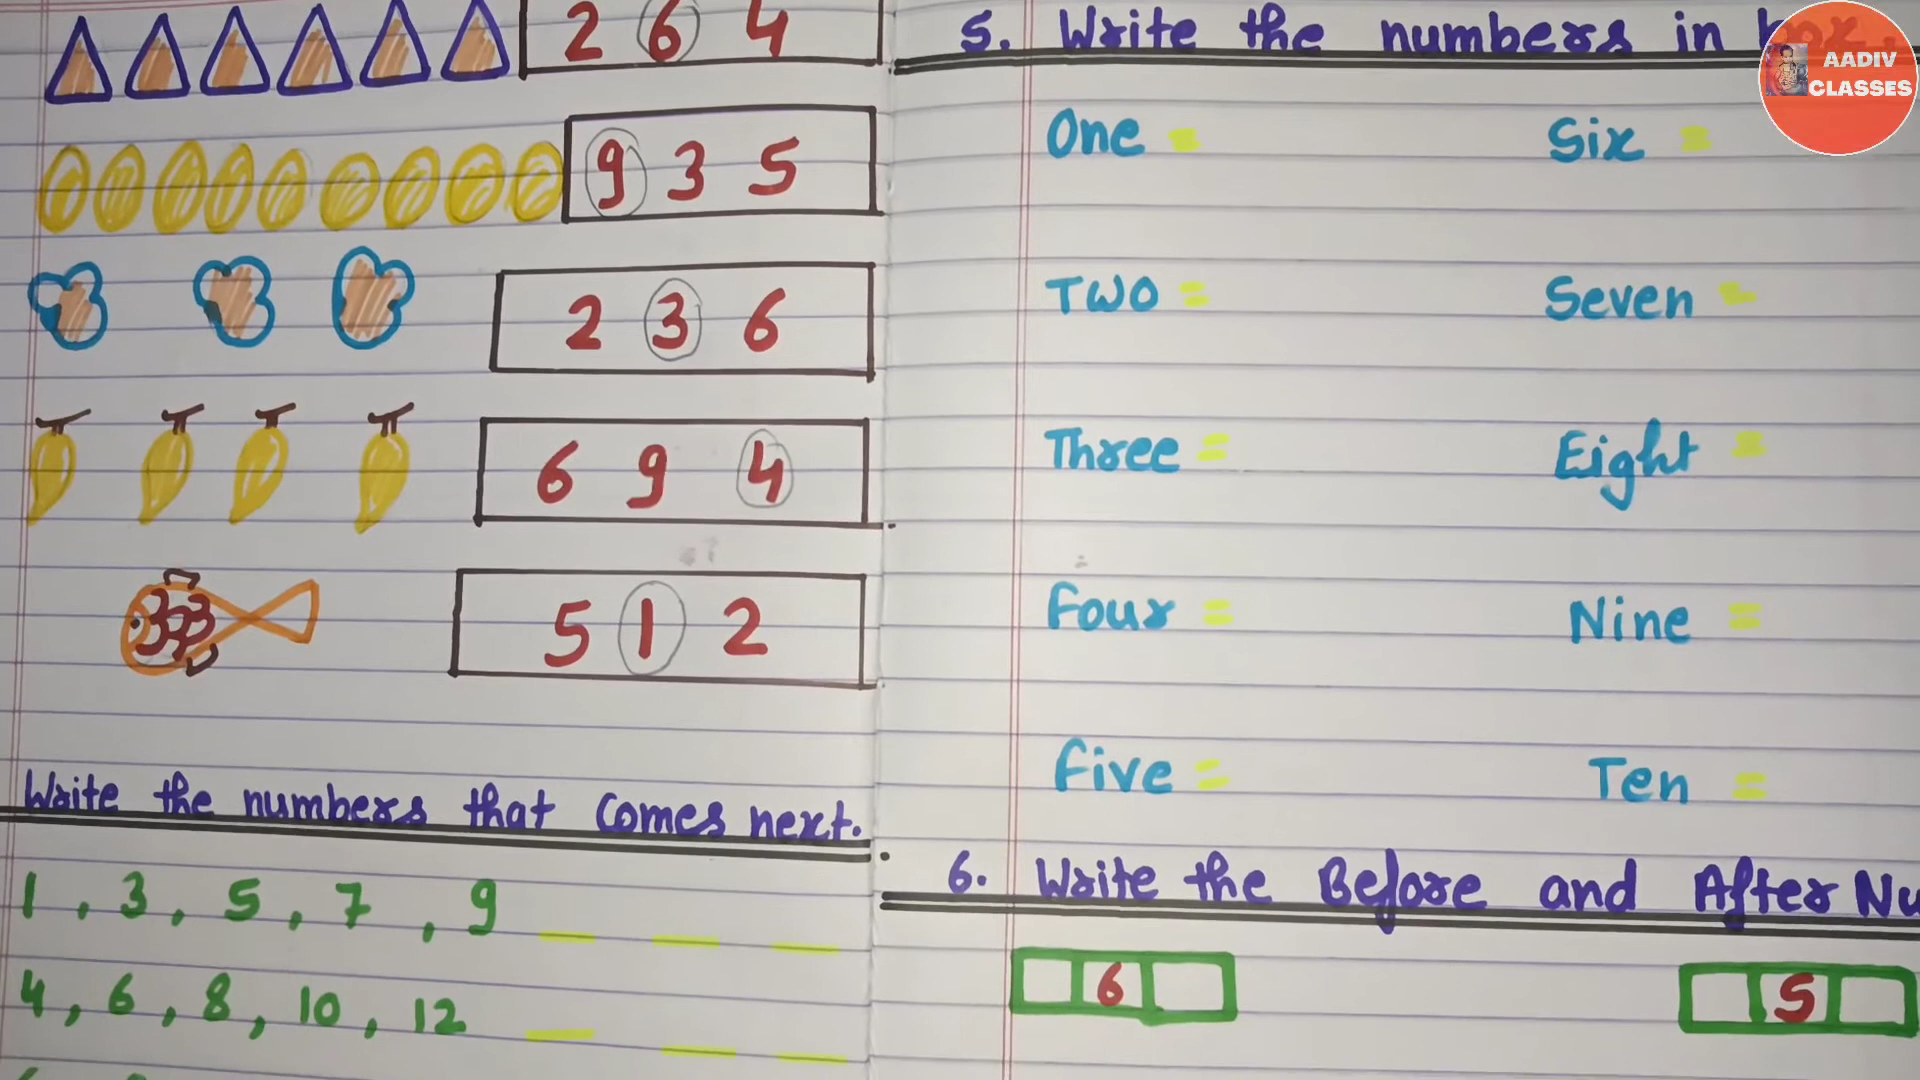 2 6 4
9 3 5
2 3 6
6 9 4
5 1 2
Write the numbers that comes next.
1, 3, 5, 7, 9 _ _ _
4, 6, 8, 10, 12 _ _ _
5. Write the numbers in box.
One = Six =
Two = Seven =
Three = Eight =
Four = Nine =
Five = Ten =
6. Write the Before and After
6 5
AADIV
CLASSES